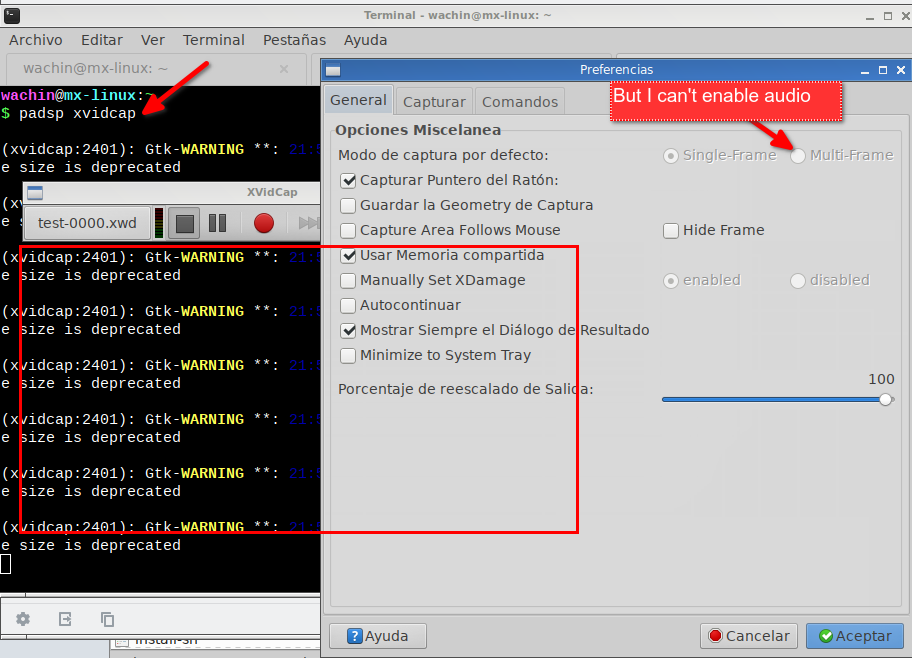 Terminal - wachin@mx-linux: ~
Archivo Editar Ver Terminal Pestañas Ayuda
wachin@mx-linux: ~
wachin@mx-linux:~
$ padsp xvidcap
(xvidcap:2401): Gtk-WARNING **: 21:5
e size is deprecated
(xv
e s
XVidCap
test-0000.xwd
(xvidcap:2401): Gtk-WARNING **: 21:5
e size is deprecated
(xvidcap:2401): Gtk-WARNING **: 21:5
e size is deprecated
(xvidcap:2401): Gtk-WARNING **: 21:5
e size is deprecated
(xvidcap:2401): Gtk-WARNING **: 21:5
e size is deprecated
(xvidcap:2401): Gtk-WARNING **: 21:5
e size is deprecated
(xvidcap:2401): Gtk-WARNING **: 21:5
e size is deprecated
install-sh
Preferencias
General Capturar Comandos
But I can't enable audio
Opciones Miscelanea
Modo de captura por defecto: Single-Frame Multi-Frame
Capturar Puntero del Ratón:
Guardar la Geometry de Captura
Capture Area Follows Mouse Hide Frame
Usar Memoria compartida
Manually Set XDamage enabled disabled
Autocontinuar
Mostrar Siempre el Diálogo de Resultado
Minimize to System Tray
100
Porcentaje de reescalado de Salida:
Ayuda Cancelar Aceptar